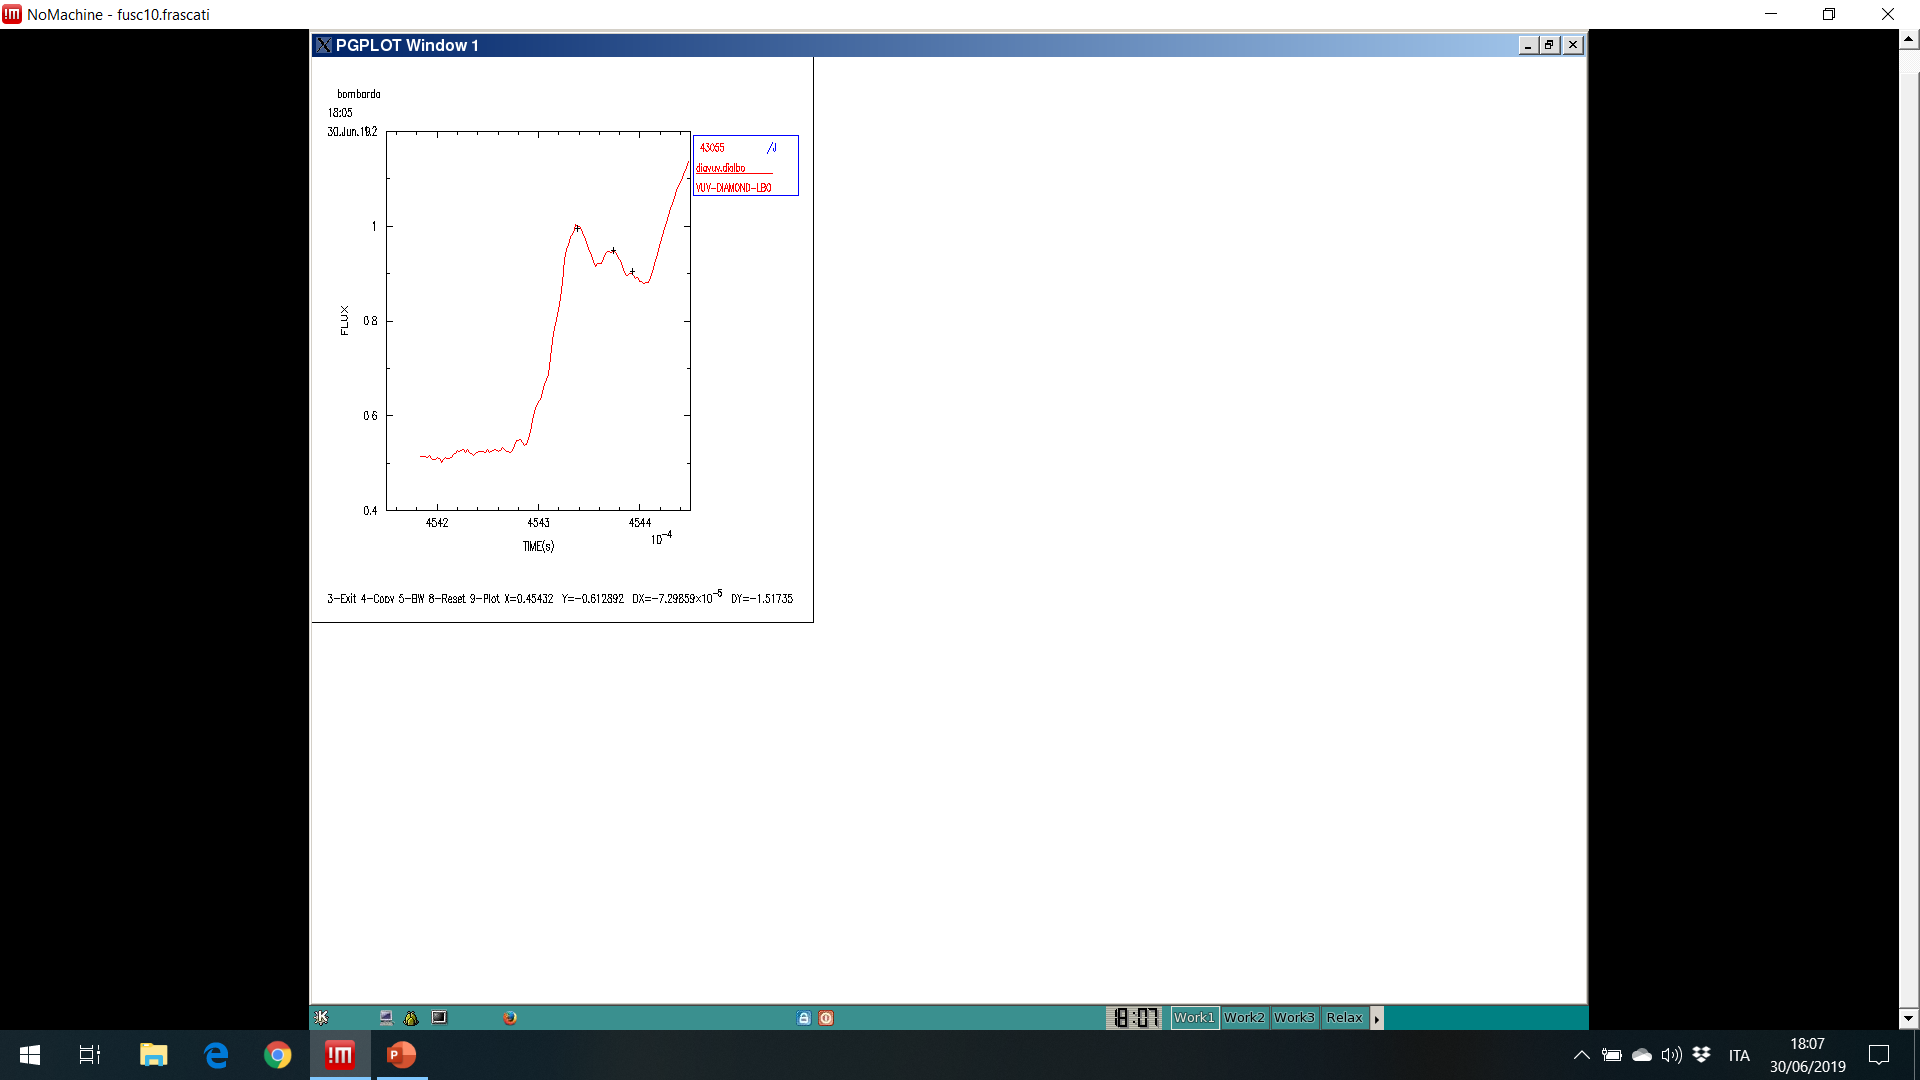 NoMachine - fusc10.frascati
PGPLOT Window 1
bombarda
18:05
30.Jun.19
1.2
1
0.8
0.6
0.4
FLUX
4542
4543
4544
10-4
TIME(s)
43065 /J
diavuv.dialbo
VUV-DIAMOND-LBO
3-Exit 4-Copy 5-BW 8-Reset 9-Plot X=0.45432 Y=-0.612892 DX=-7.29859×10-5 DY=-1.51735
18:07
Work1 Work2 Work3 Relax
ITA
18:07
30/06/2019